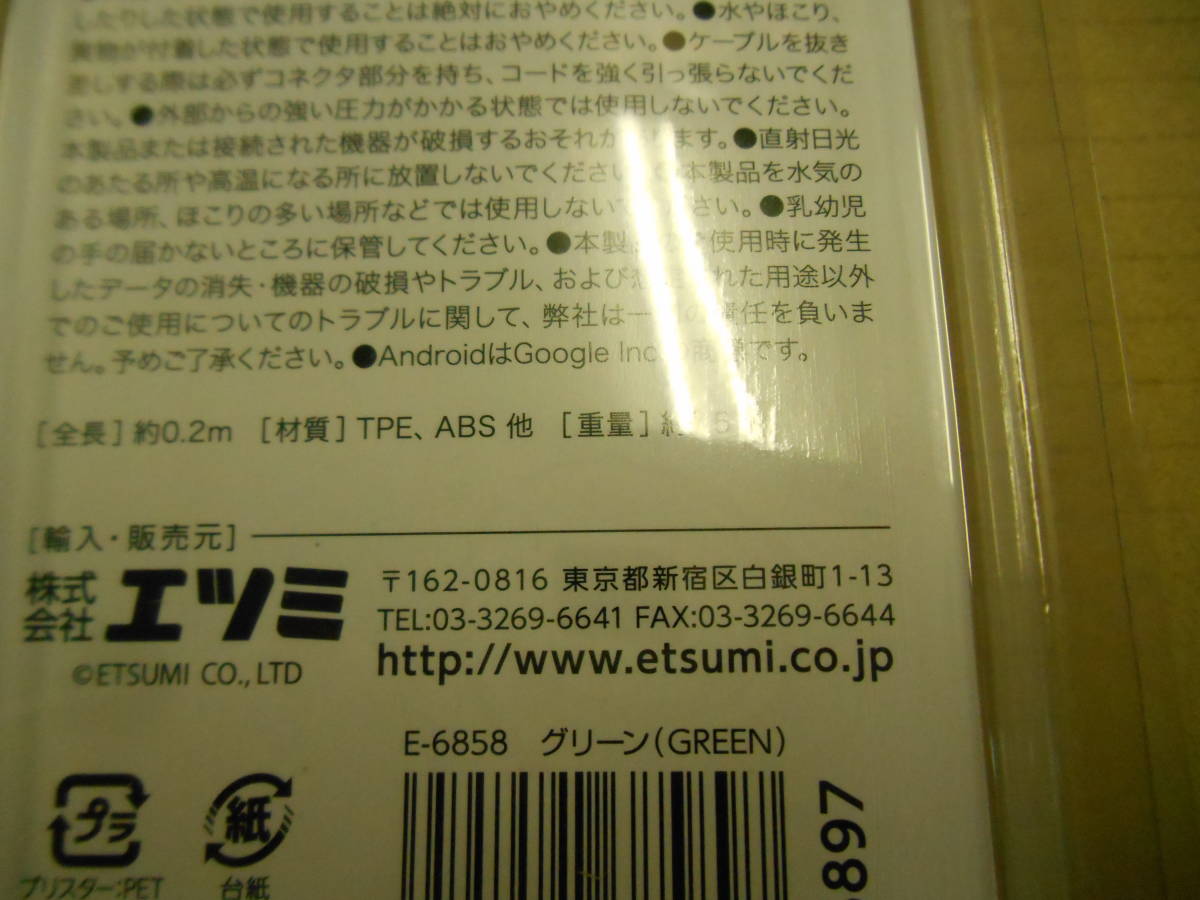 したりした状態で使用することは絶対におやめください。●水やほこり、
異物が付着した状態で使用することはおやめください。●ケーブルを抜き
差しする際は必ずコネクタ部分を持ち、コードを強く引っ張らないでくだ
さい。●外部からの強い圧力がかかる状態では使用しないでください。
本製品または接続された機器が破損するおそれがあります。●直射日光
のあたる所や高温になる所に放置しないでください。●本製品を水気の
ある場所、ほこりの多い場所などでは使用しないでください。●乳幼児
の手の届かないところに保管してください。●本製品のご使用時に発生
したデータの消失・機器の破損やトラブル、および想定された用途以外
でのご使用についてのトラブルに関して、弊社は一切の責任を負いま
せん。予めご了承ください。●AndroidはGoogle Inc.の商標です。
[全長] 約0.2m [材質] TPE、ABS 他 [重量] 約
[輸入・販売元]
株式会社 エツミ
〒162-0816 東京都新宿区白銀町1-13
TEL:03-3269-6641 FAX:03-3269-6644
http://www.etsumi.co.jp
©ETSUMI CO.,LTD
E-6858 グリーン(GREEN)
プラ
紙
ブリスター:PET
台紙
897